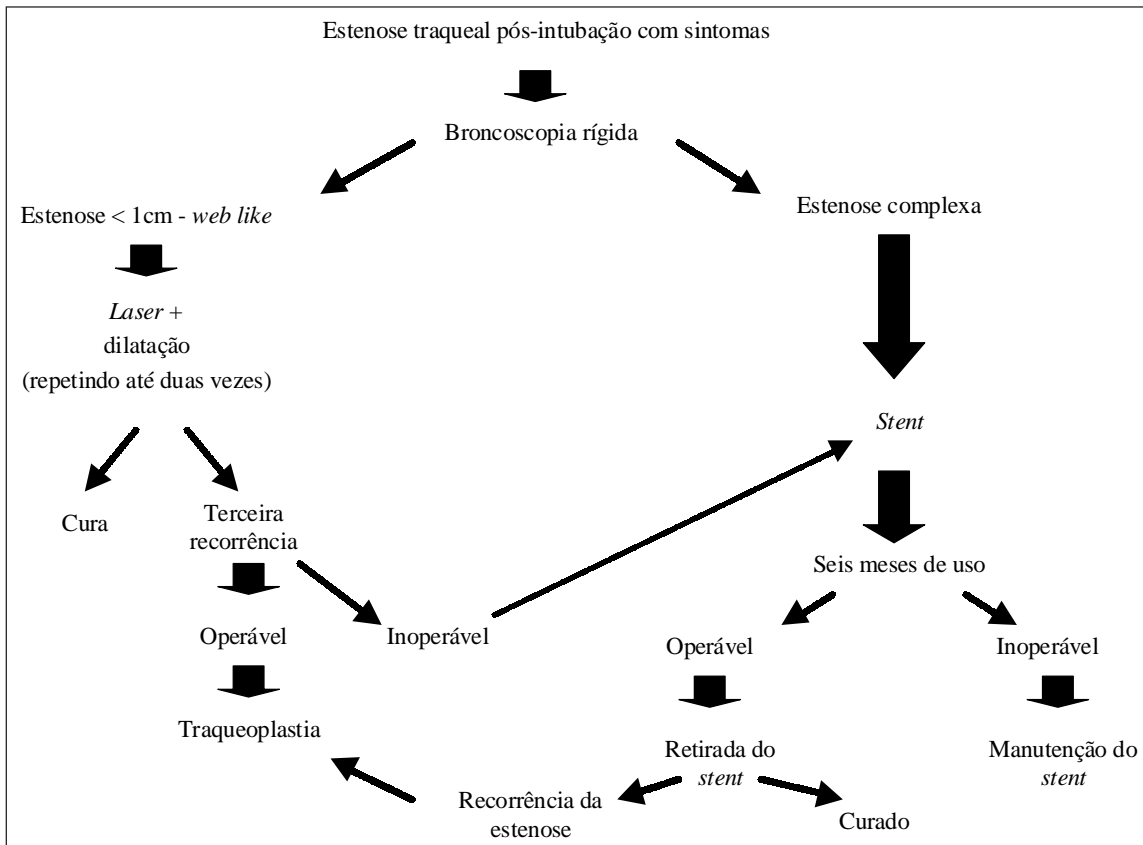 Estenose traqueal pós-intubação com sintomas
Broncoscopia rígida
Estenose < 1cm - web like
Estenose complexa
Laser +
dilatação
(repetindo até duas vezes)
Stent
Cura
Terceira
recorrência
Seis meses de uso
Operável
Inoperável
Operável
Inoperável
Traqueoplastia
Retirada do
stent
Manutenção do
stent
Recorrência da
estenose
Curado